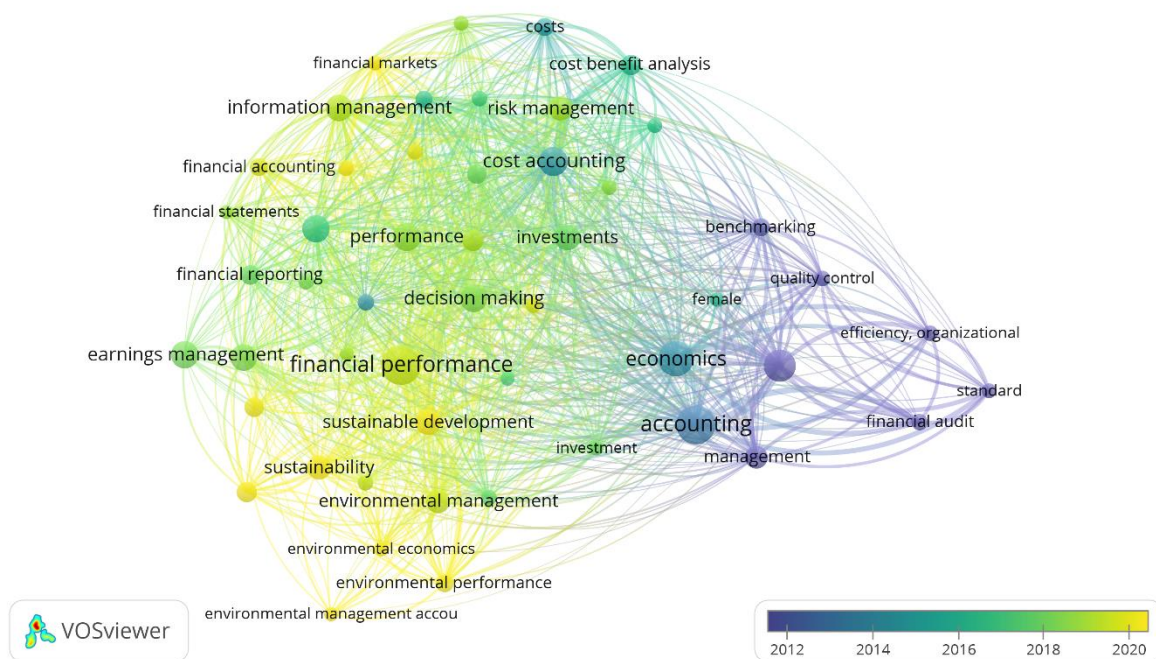 costs
financial markets
cost benefit analysis
information management
risk management
cost accounting
financial accounting
financial statements
benchmarking
performance
investments
financial reporting
quality control
decision making
female
efficiency, organizational
earnings management
financial performance
economics
standard
sustainable development
accounting
financial audit
investment
management
sustainability
environmental management
environmental economics
environmental performance
environmental management accou
VOSviewer
2012 2014 2016 2018 2020